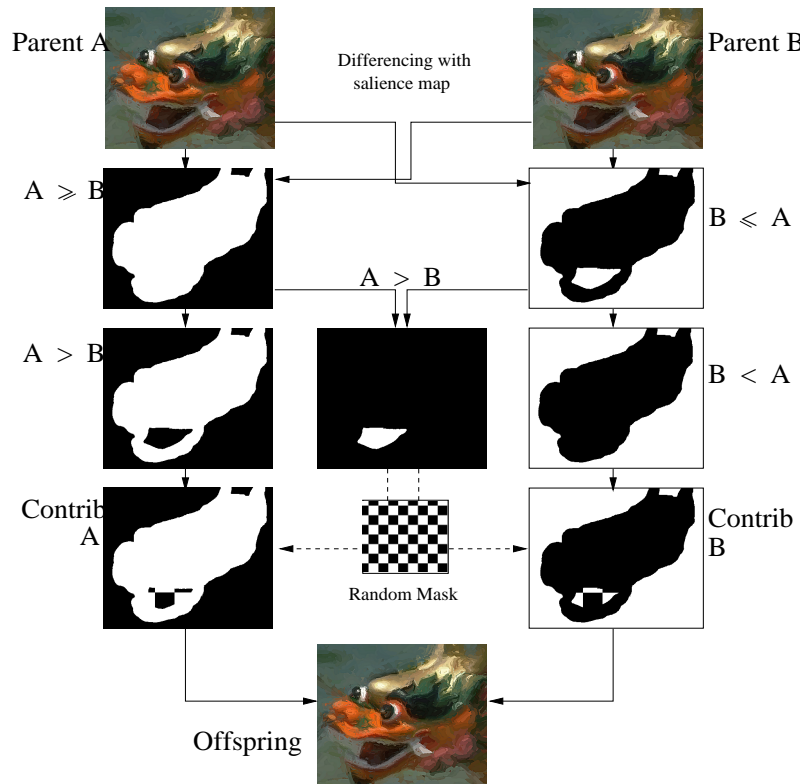 Parent A
Parent B
Differencing with
salience map
A ⩾ B
B ⩽ A
A > B
A > B
B < A
Contrib
A
Contrib
B
Random Mask
Offspring